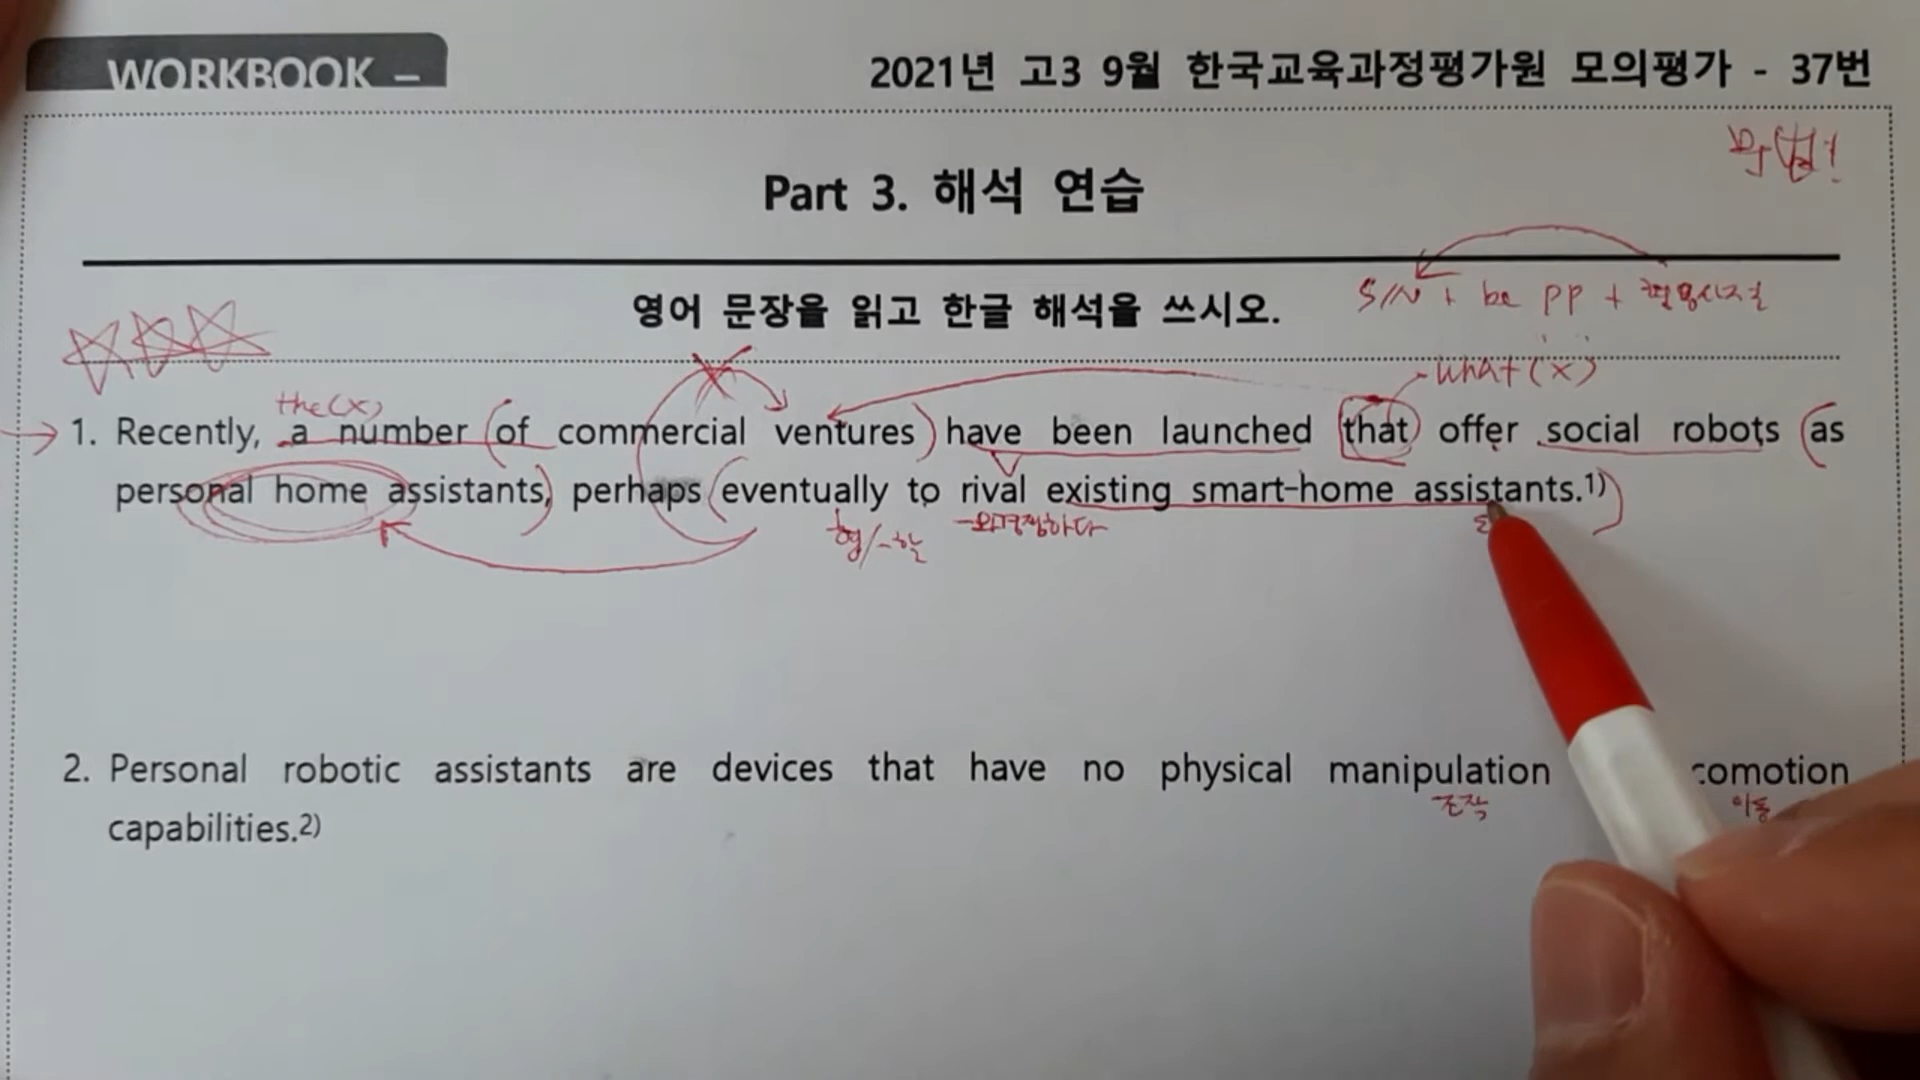 WORKBOOK –
2021년 고3 9월 한국교육과정평가원 모의평가 - 37번
Part 3. 해석 연습
영어 문장을 읽고 한글 해석을 쓰시오.
S/N + be pp +
what(x)
the(x)
1. Recently, a number of commercial ventures have been launched that offer social robots as
personal home assistants, perhaps eventually to rival existing smart-home assistants.1)
형/~할 ~와경쟁하다
2. Personal robotic assistants are devices that have no physical manipulation comotion
조작 이동
capabilities.2)